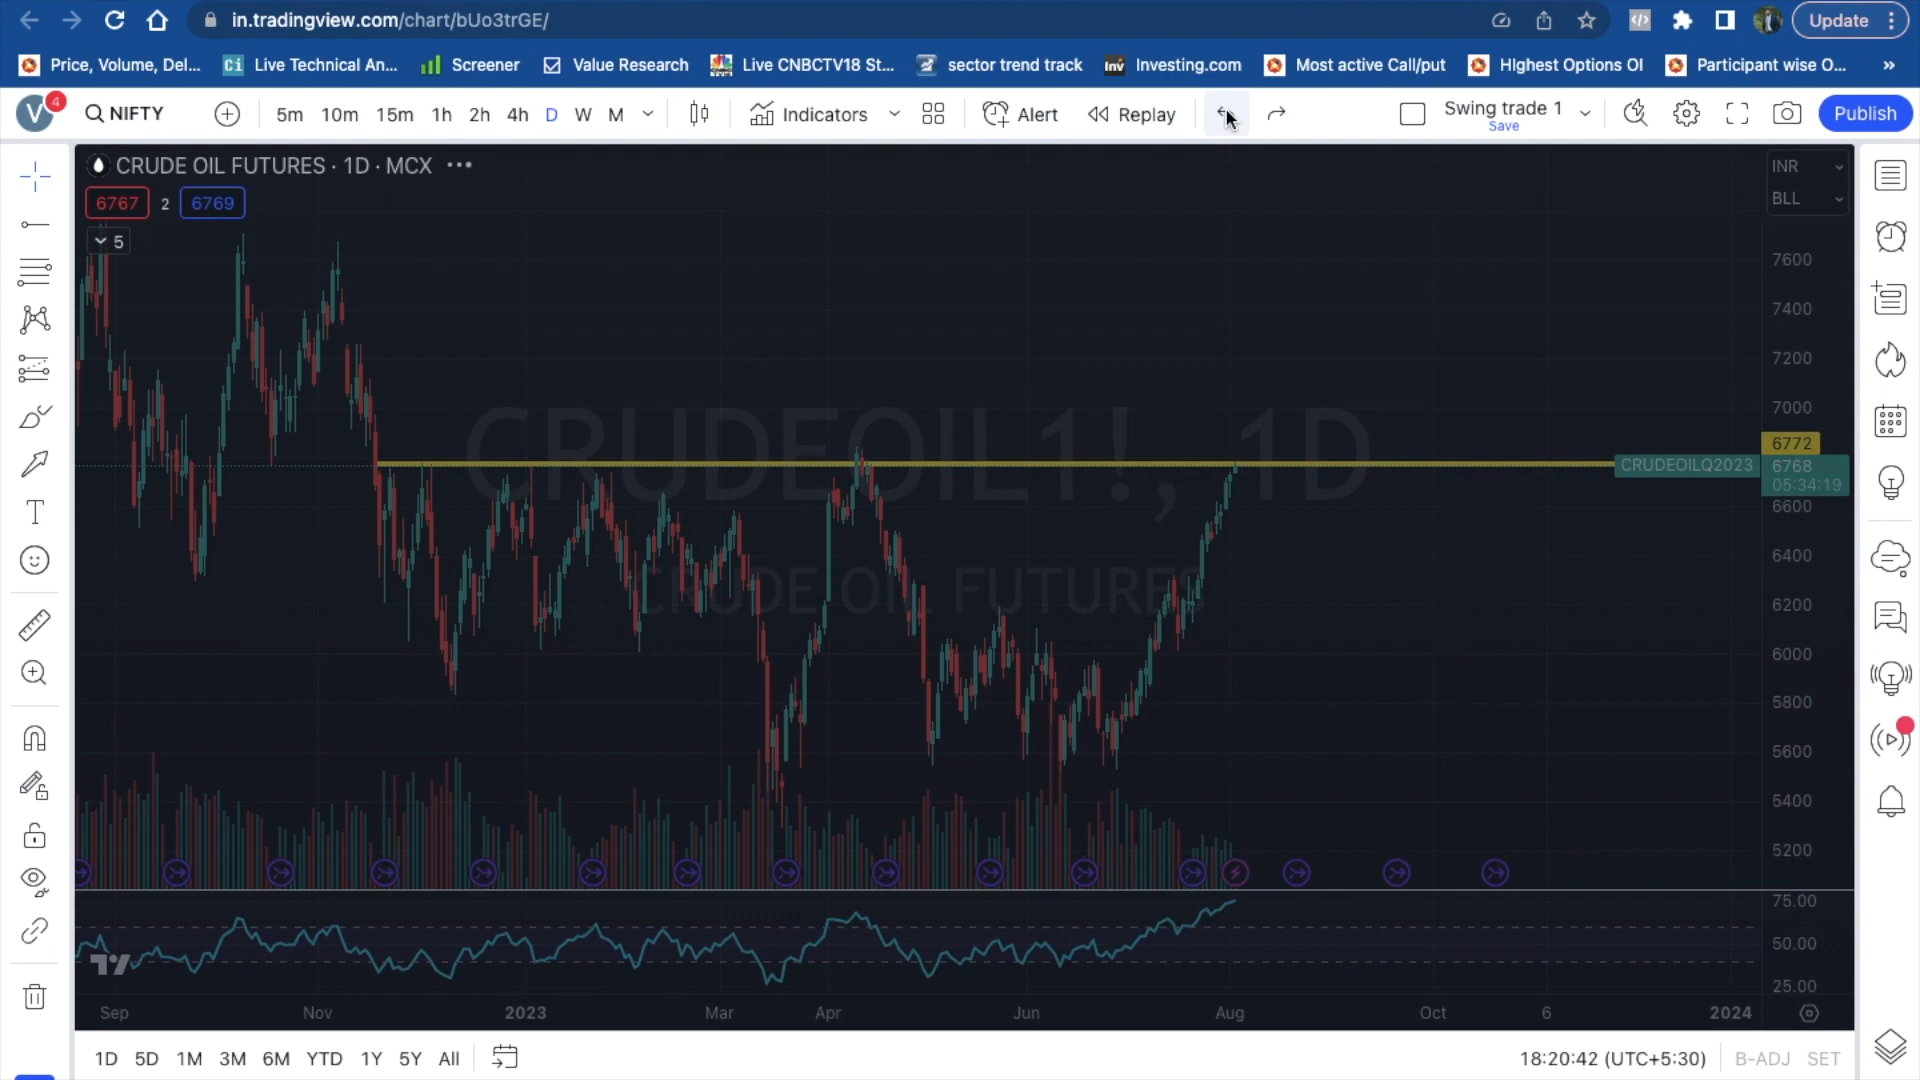 in.tradingview.com/chart/bUo3trGE/
Update
Price, Volume, Del...
Ci Live Technical An...
Screener
Value Research
Live CNBCTV18 St...
sector trend track
Inv Investing.com
Most active Call/put
HIghest Options OI
Participant wise O...
»
V 4
NIFTY
5m 10m 15m 1h 2h 4h D W M
Indicators
Alert
Replay
Swing trade 1
Save
Publish
CRUDE OIL FUTURES · 1D · MCX
6767 2 6769
5
INR
BLL
CRUDEOIL1!, 1D
CRUDE OIL FUTURES
7600
7400
7200
7000
6772
CRUDEOILQ2023 6768
05:34:19
6600
6400
6200
6000
5800
5600
5400
5200
75.00
50.00
25.00
Sep Nov 2023 Mar Apr Jun Aug Oct 6 2024
1D 5D 1M 3M 6M YTD 1Y 5Y All
18:20:42 (UTC+5:30)
B-ADJ SET